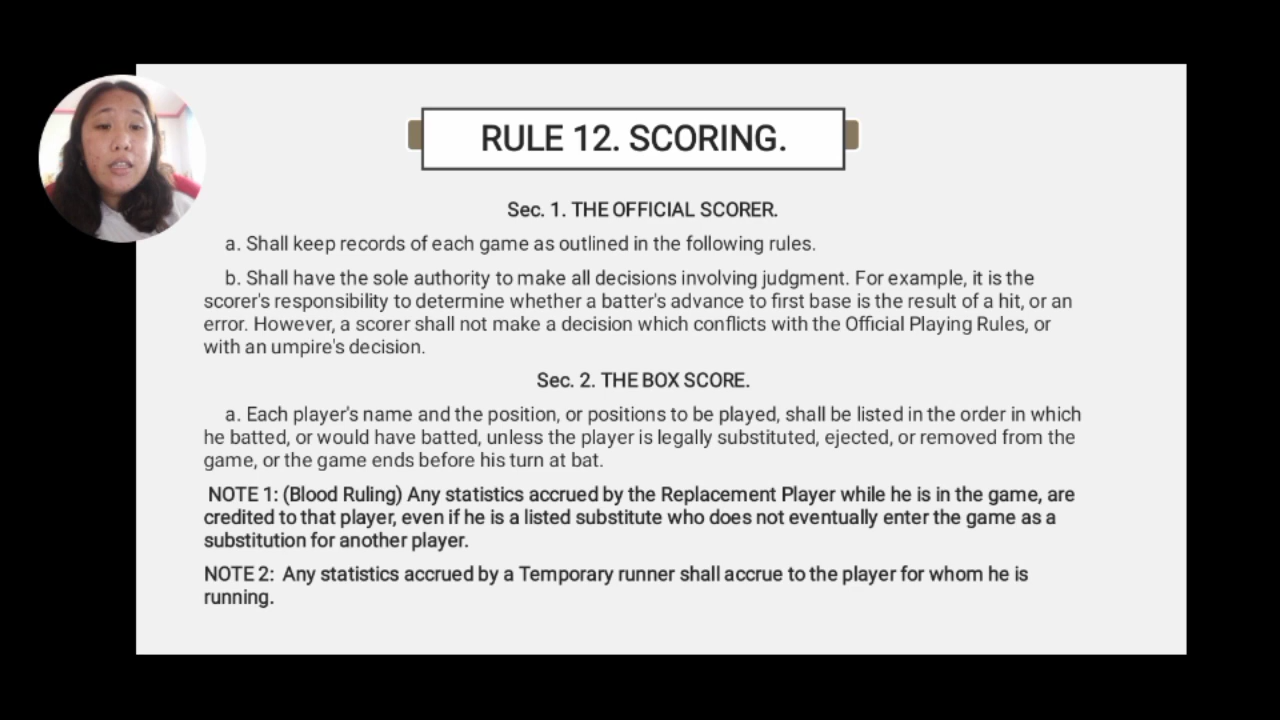 RULE 12. SCORING.
Sec. 1. THE OFFICIAL SCORER.
a. Shall keep records of each game as outlined in the following rules.
b. Shall have the sole authority to make all decisions involving judgment. For example, it is the
scorer's responsibility to determine whether a batter's advance to first base is the result of a hit, or an
error. However, a scorer shall not make a decision which conflicts with the Official Playing Rules, or
with an umpire's decision.
Sec. 2. THE BOX SCORE.
a. Each player's name and the position, or positions to be played, shall be listed in the order in which
he batted, or would have batted, unless the player is legally substituted, ejected, or removed from the
game, or the game ends before his turn at bat.
NOTE 1: (Blood Ruling) Any statistics accrued by the Replacement Player while he is in the game, are
credited to that player, even if he is a listed substitute who does not eventually enter the game as a
substitution for another player.
NOTE 2: Any statistics accrued by a Temporary runner shall accrue to the player for whom he is
running.